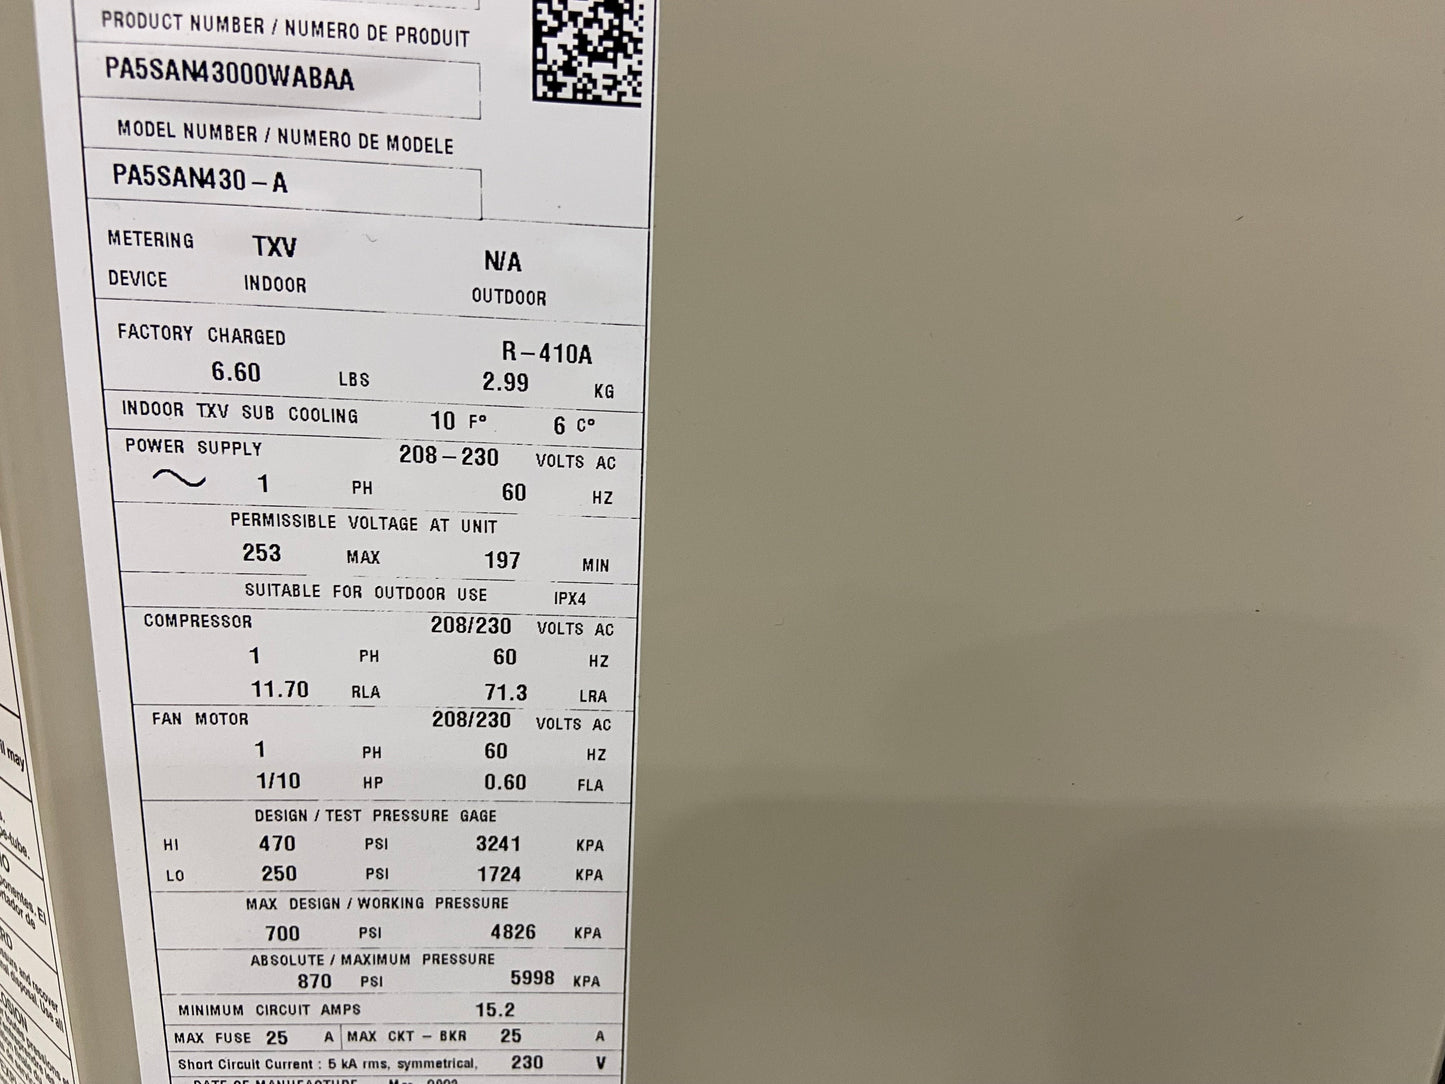 PRODUCT NUMBER / NUMERO DE PRODUIT
PA5SAN43000WABAA
MODEL NUMBER / NUMERO DE MODELE
PA5SAN430-A
METERING TXV N/A
DEVICE INDOOR OUTDOOR
FACTORY CHARGED R-410A
6.60 LBS 2.99 KG
INDOOR TXV SUB COOLING 10 F° 6 C°
POWER SUPPLY 208-230 VOLTS AC
1 PH 60 HZ
PERMISSIBLE VOLTAGE AT UNIT
253 MAX 197 MIN
SUITABLE FOR OUTDOOR USE IPX4
COMPRESSOR 208/230 VOLTS AC
1 PH 60 HZ
11.70 RLA 71.3 LRA
FAN MOTOR 208/230 VOLTS AC
1 PH 60 HZ
1/10 HP 0.60 FLA
DESIGN / TEST PRESSURE GAGE
HI 470 PSI 3241 KPA
LO 250 PSI 1724 KPA
MAX DESIGN / WORKING PRESSURE
700 PSI 4826 KPA
ABSOLUTE / MAXIMUM PRESSURE
870 PSI 5998 KPA
MINIMUM CIRCUIT AMPS 15.2
MAX FUSE 25 A MAX CKT - BKR 25 A
Short Circuit Current : 5 kA rms, symmetrical, 230 V
DATE OF MANUFACTURE
may